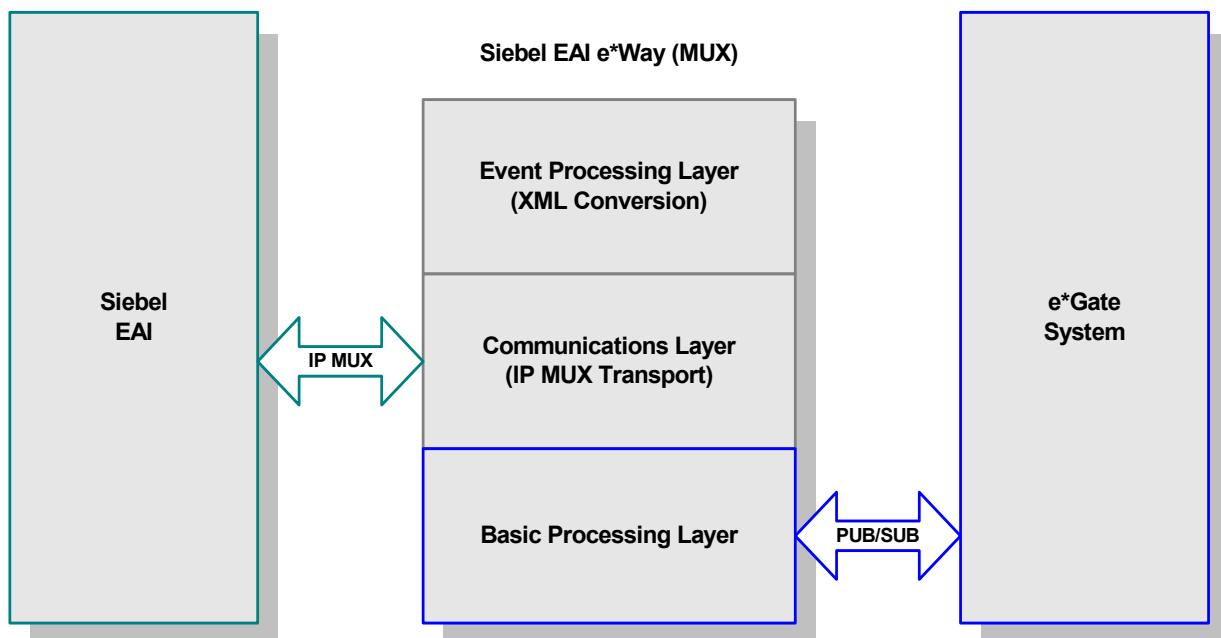 Siebel EAI e*Way (MUX)
Event Processing Layer
(XML Conversion)
Siebel
EAI
IP MUX
Communications Layer
(IP MUX Transport)
e*Gate
System
Basic Processing Layer
PUB/SUB